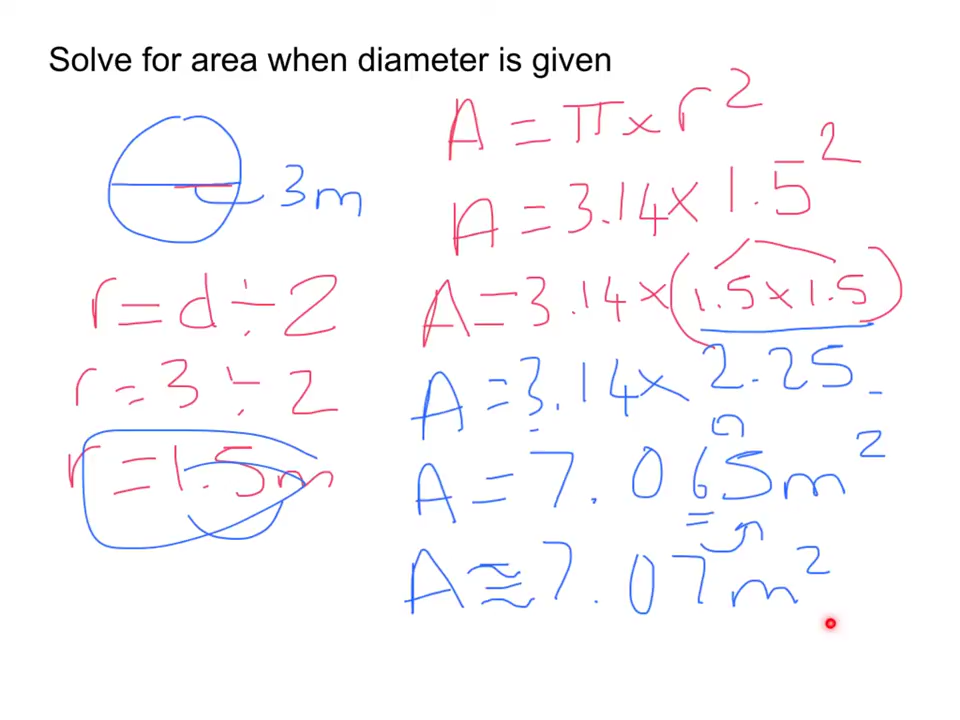 Solve for area when diameter is given
3m
r = d ÷ 2
r = 3 ÷ 2
r = 1.5m
A = π x r²
A = 3.14 x 1.5²
A = 3.14 x (1.5 x 1.5)
A = 3.14 x 2.25
A = 7.065m²
A ≈ 7.07m²